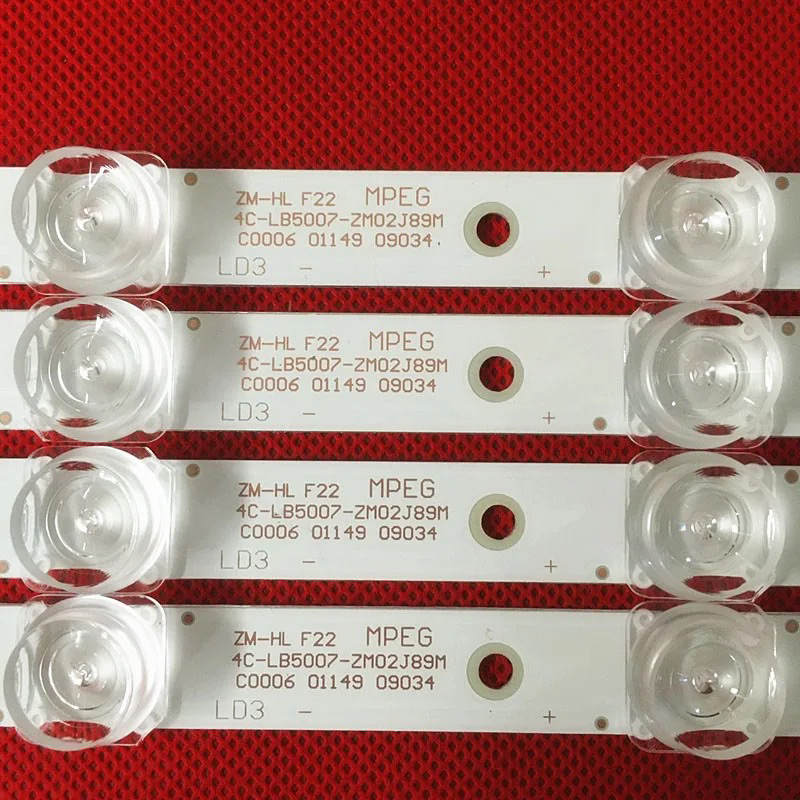 ZM-HL F22 MPEG
4C-LB5007-ZM02J89M
C0006 01149 09034.
LD3 - +
ZM-HL F22 MPEG
4C-LB5007-ZM02J89M
C0006 01149 09034
LD3 - +
ZM-HL F22 MPEG
4C-LB5007-ZM02J89M
C0006 01149 09034
LD3 - +
ZM-HL F22 MPEG
4C-LB5007-ZM02J89M
C0006 01149 09034
LD3 - +